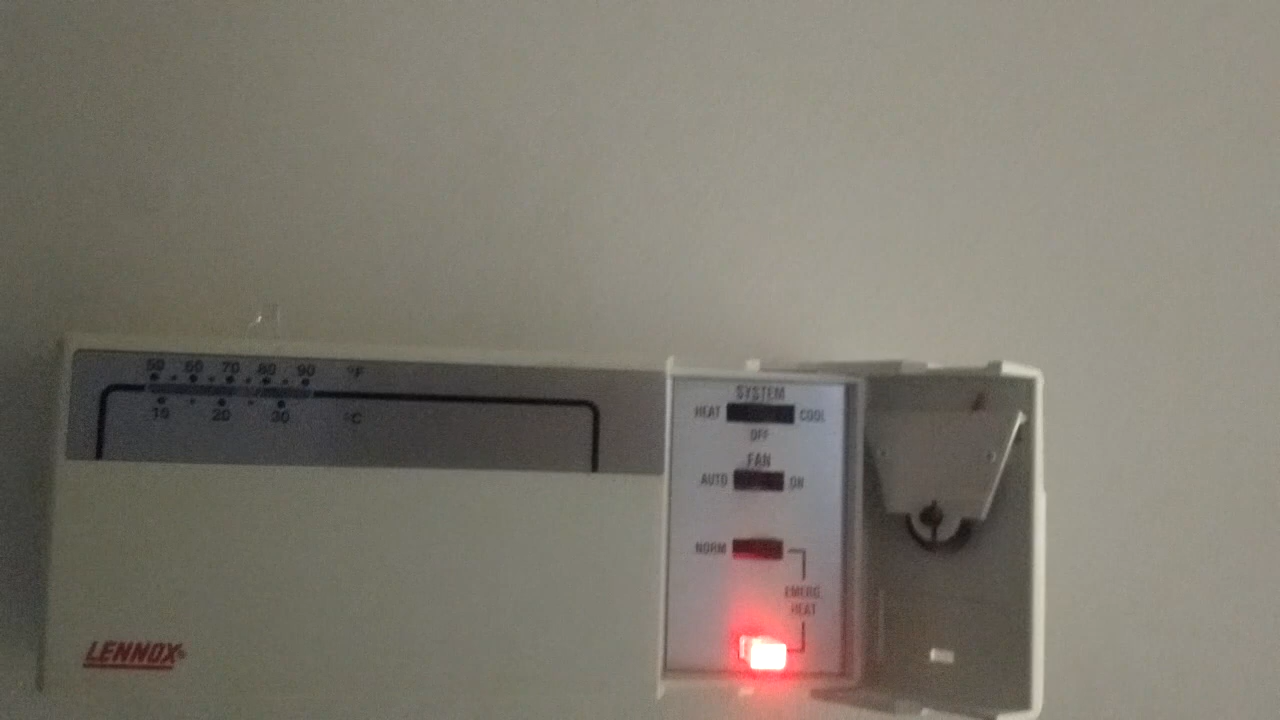 50 60 70 80 90 °F
10 20 30 °C
LENNOX
SYSTEM
HEAT COOL
OFF
FAN
AUTO ON
NORM
EMERG.
HEAT